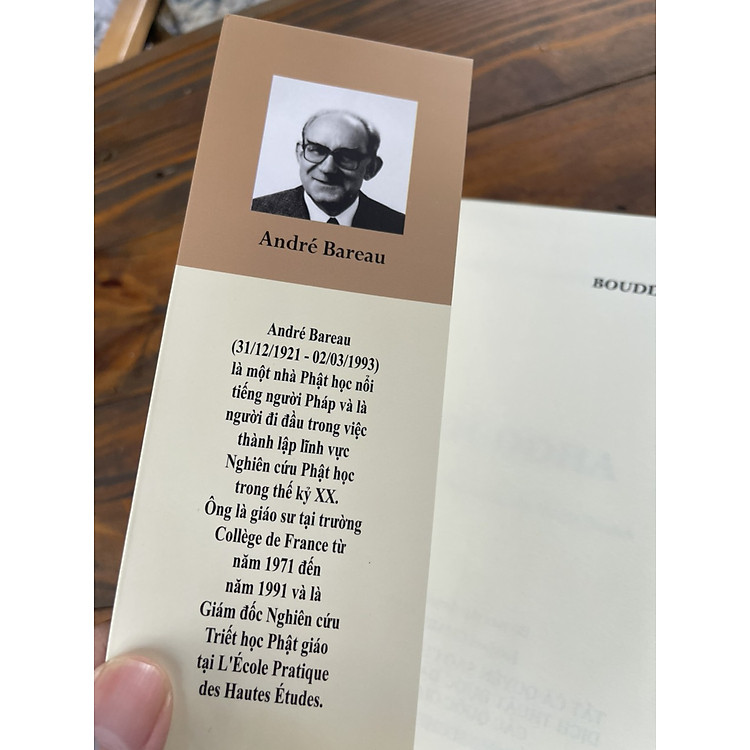 André Bareau
André Bareau
(31/12/1921 - 02/03/1993)
là một nhà Phật học nổi
tiếng người Pháp và là
người đi đầu trong việc
thành lập lĩnh vực
Nghiên cứu Phật học
trong thế kỷ XX.
Ông là giáo sư tại trường
Collège de France từ
năm 1971 đến
năm 1991 và là
Giám đốc Nghiên cứu
Triết học Phật giáo
tại L'École Pratique
des Hautes Études.
BOUDD